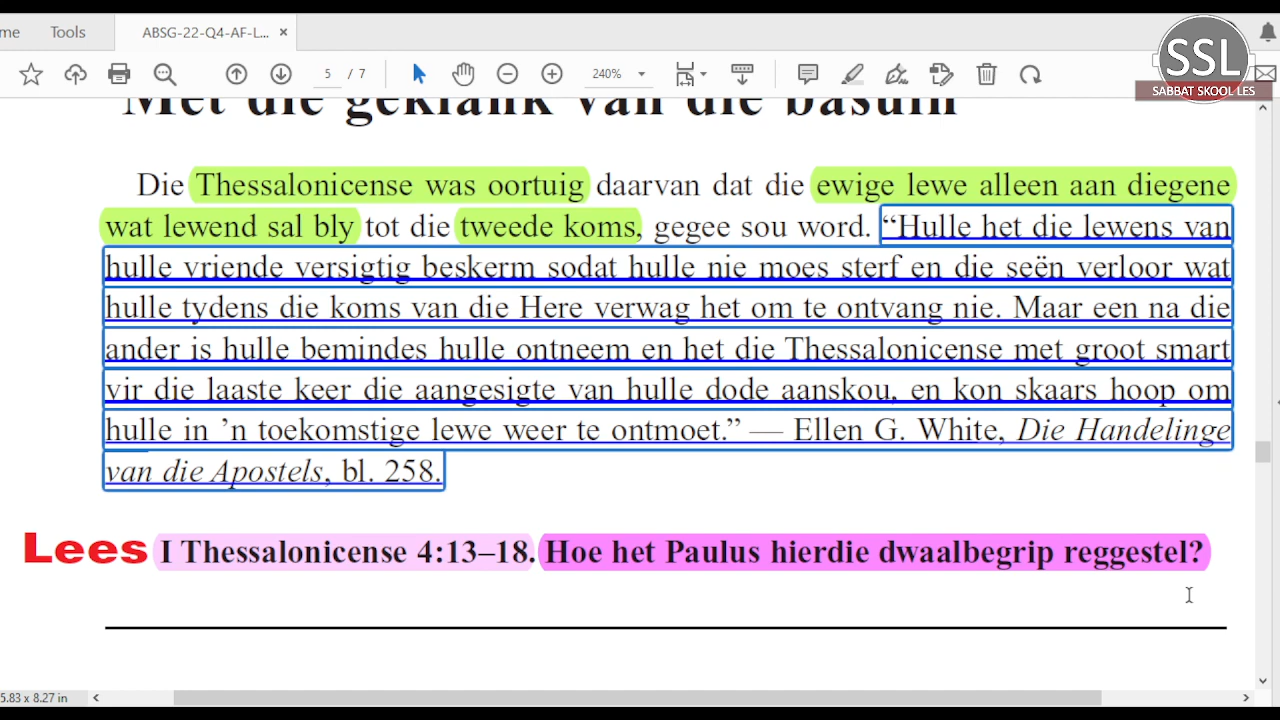 me Tools ABSG-22-Q4-AF-L... ×
5 / 7 240%
SSL
SABBAT SKOOL LES
Met die geklank van die basuin
Die Thessalonicense was oortuig daarvan dat die ewige lewe alleen aan diegene
wat lewend sal bly tot die tweede koms, gegee sou word. “Hulle het die lewens van
hulle vriende versigtig beskerm sodat hulle nie moes sterf en die seën verloor wat
hulle tydens die koms van die Here verwag het om te ontvang nie. Maar een na die
ander is hulle bemindes hulle ontneem en het die Thessalonicense met groot smart
vir die laaste keer die aangesigte van hulle dode aanskou, en kon skaars hoop om
hulle in ’n toekomstige lewe weer te ontmoet.” — Ellen G. White, Die Handelinge
van die Apostels, bl. 258.
Lees I Thessalonicense 4:13–18. Hoe het Paulus hierdie dwaalbegrip reggestel?
5.83 x 8.27 in